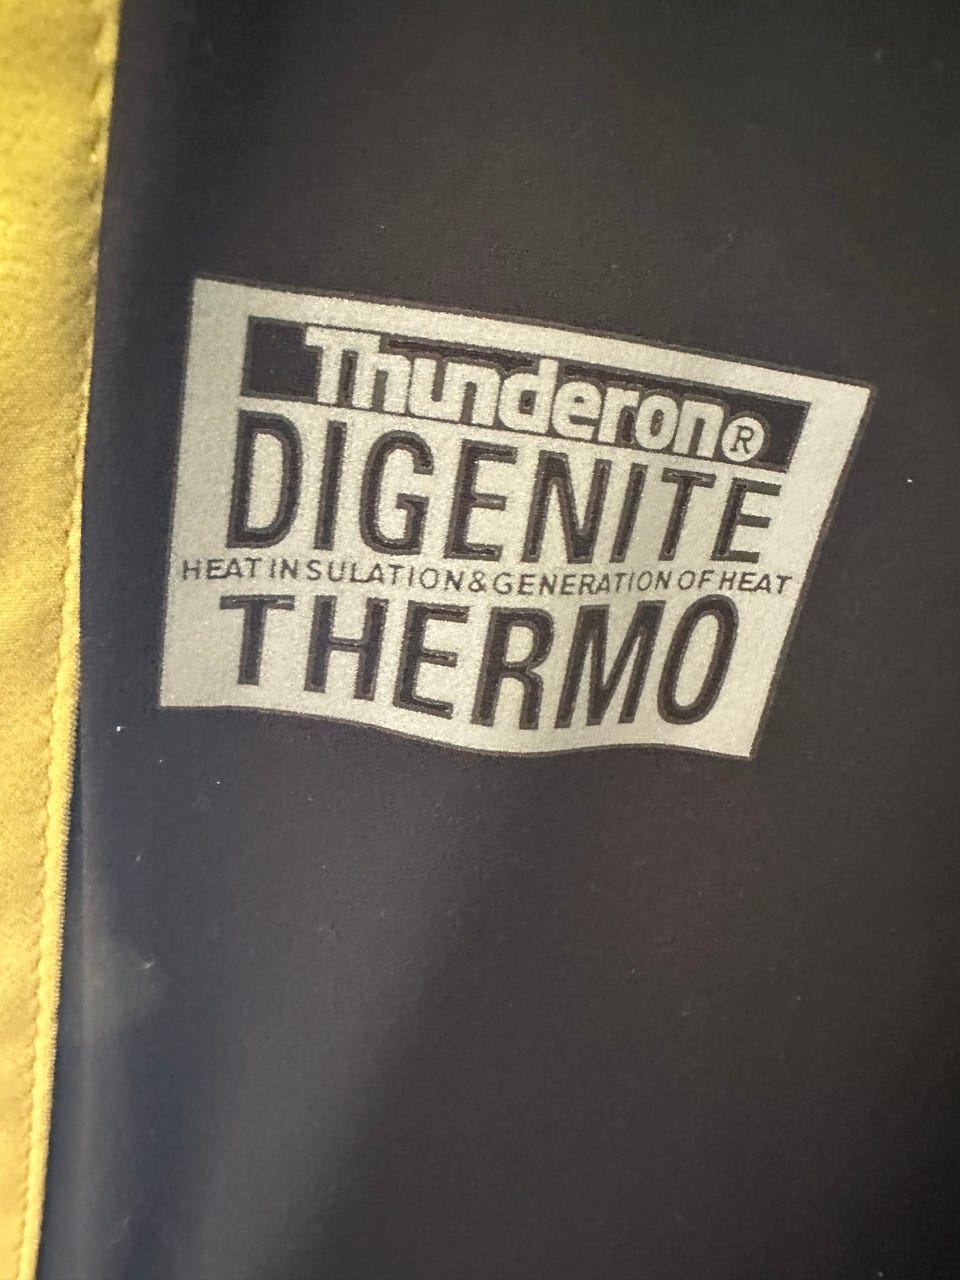 Thunderon®
DIGENITE
HEAT INSULATION & GENERATION OF HEAT
THERMO